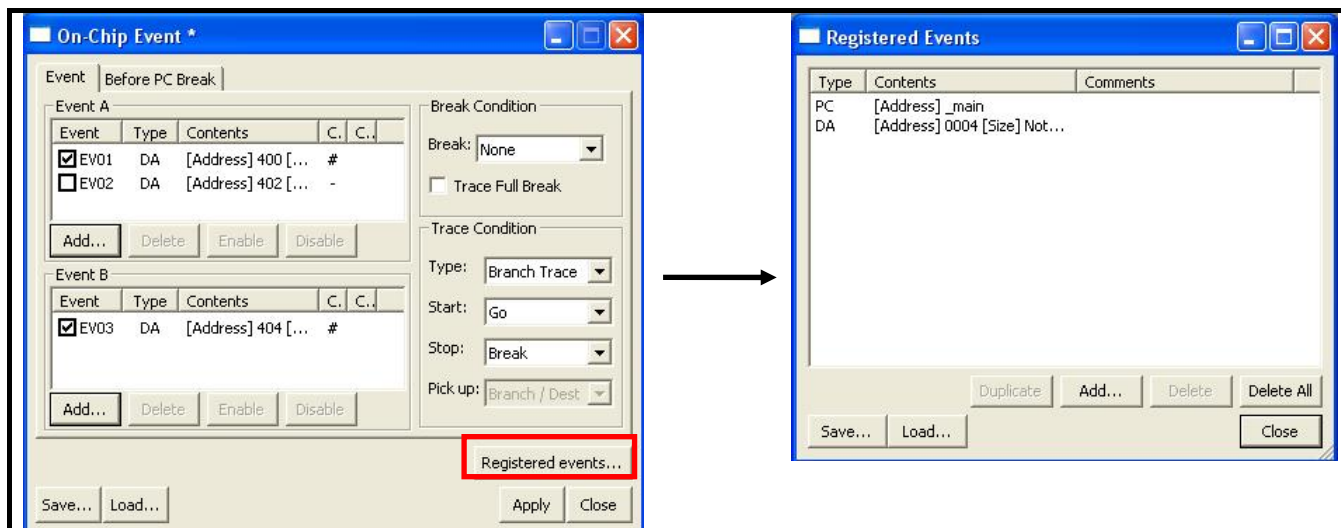 On-Chip Event *
Event Before PC Break
Event A
Event Type Contents C. C..
EV01 DA [Address] 400 [... #
EV02 DA [Address] 402 [... -
Add... Delete Enable Disable
Event B
Event Type Contents C. C..
EV03 DA [Address] 404 [... #
Add... Delete Enable Disable
Break Condition
Break: None
Trace Full Break
Trace Condition
Type: Branch Trace
Start: Go
Stop: Break
Pick up: Branch / Dest
Registered events...
Save... Load... Apply Close
Registered Events
Type Contents Comments
PC [Address] _main
DA [Address] 0004 [Size] Not...
Duplicate Add... Delete Delete All
Save... Load... Close